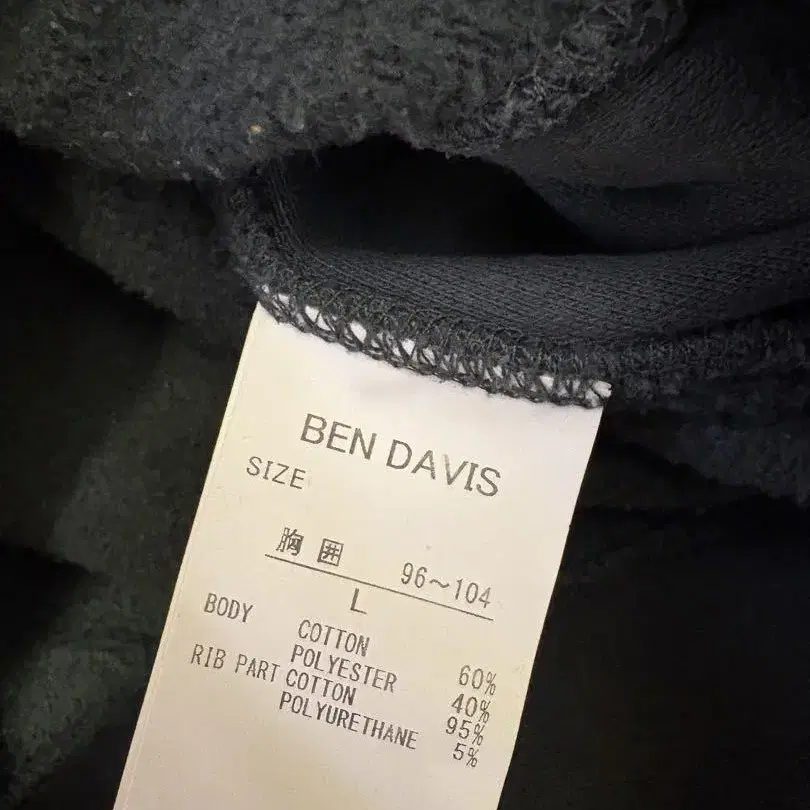 BEN DAVIS
SIZE
胸囲 96～104
L
BODY COTTON 60%
POLYESTER 40%
RIB PART COTTON 95%
POLYURETHANE 5%